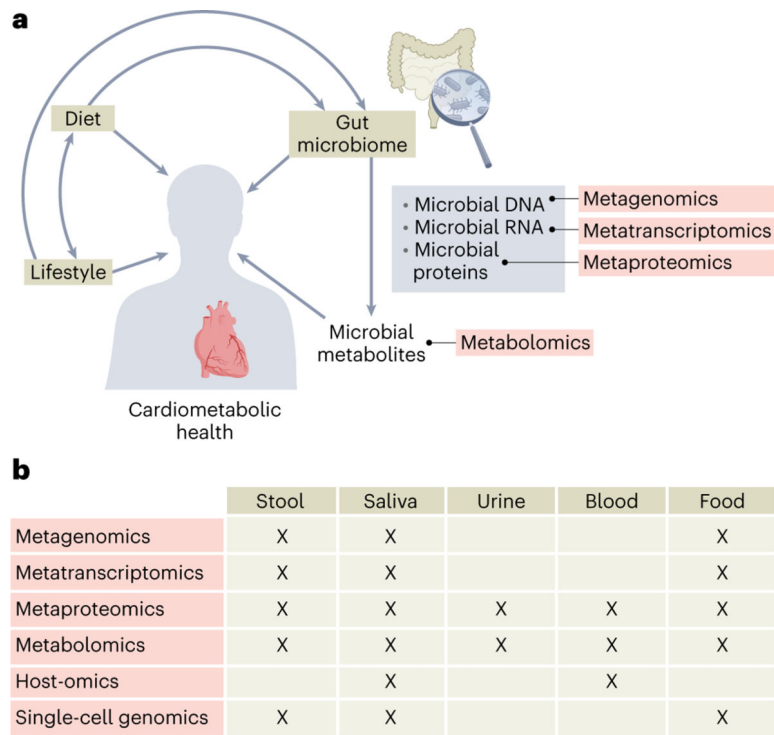 a
Diet
Gut
microbiome
Lifestyle
• Microbial DNA
• Microbial RNA
• Microbial
proteins
Metagenomics
Metatranscriptomics
Metaproteomics
Microbial
metabolites
Metabolomics
Cardiometabolic
health
b
Stool Saliva Urine Blood Food
Metagenomics X X X
Metatranscriptomics X X X
Metaproteomics X X X X X
Metabolomics X X X X X
Host-omics X X
Single-cell genomics X X X